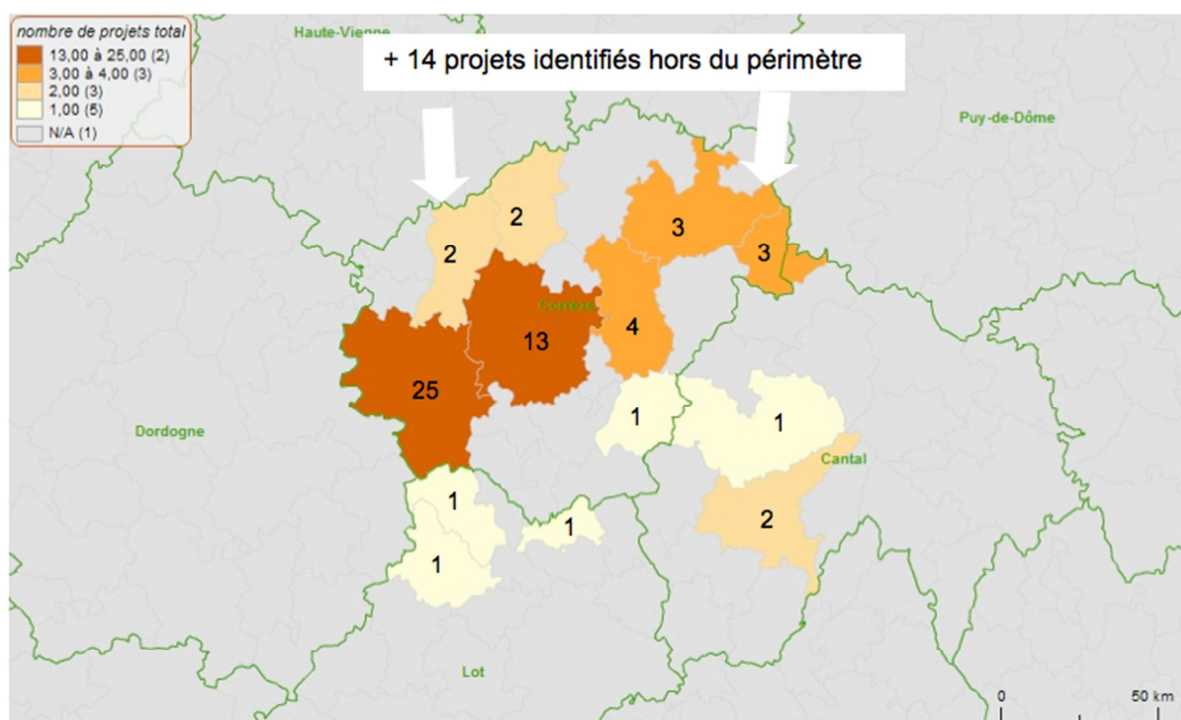 nombre de projets total
13,00 à 25,00 (2)
3,00 à 4,00 (3)
2,00 (3)
1,00 (5)
N/A (1)
Haute-Vienne
+ 14 projets identifiés hors du périmètre
Puy-de-Dôme
2
2
3
3
Corrèze
4
13
25
1
1
Dordogne
Cantal
1
1
2
1
Lot
0
50 km